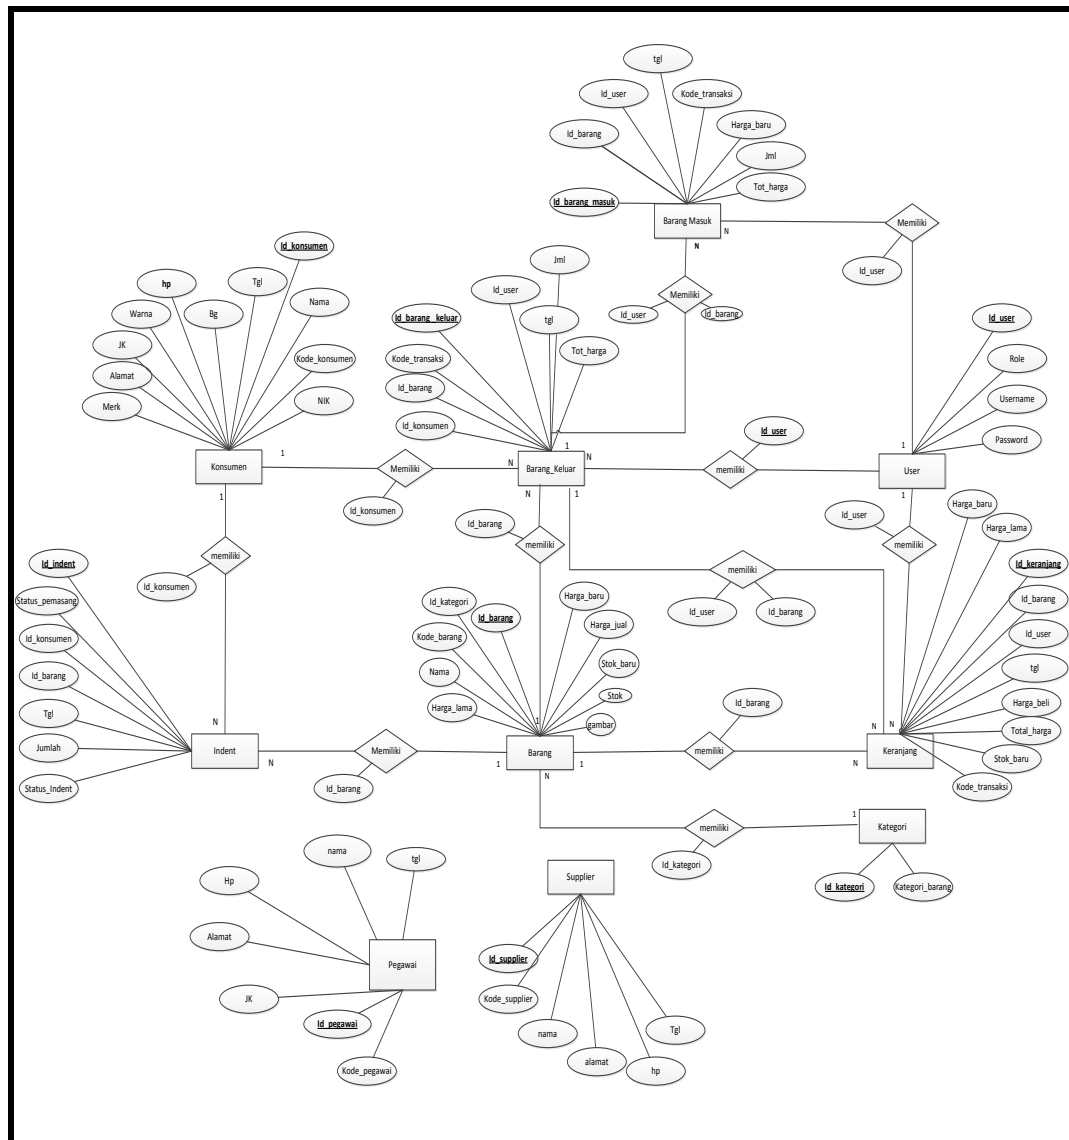 tgl
Id_user
Kode_transaksi
Id_barang
Harga_baru
Jml
Tot_harga
Id_barang_masuk
Barang Masuk
N
N
Memiliki
Id_user
Memiliki
Id_user
Id_barang
Id_konsumen
hp
Tgl
Warna
Bg
Nama
JK
Kode_konsumen
Alamat
Merk
NIK
Konsumen
1
1
Jml
Id_user
Id_barang_keluar
tgl
Kode_transaksi
Tot_harga
Id_barang
Id_konsumen
Barang_Keluar
1
N
N
N
1
Memiliki
Id_konsumen
Id_user
memiliki
Id_user
Role
Username
Password
1
User
1
Id_user
memiliki
memiliki
Id_konsumen
Id_barang
memiliki
memiliki
Id_user
Id_barang
Harga_baru
Harga_lama
Id_keranjang
Id_barang
Id_user
tgl
Harga_beli
Total_harga
Stok_baru
Kode_transaksi
N
N
Keranjang
N
Id_indent
Status_pemasang
Id_konsumen
Id_barang
Tgl
Jumlah
Status_Indent
N
Indent
N
Memiliki
Id_barang
Id_kategori
Id_barang
Harga_baru
Kode_barang
Harga_jual
Nama
Stok_baru
Harga_lama
Stok
gambar
1
Barang
1
1
N
Id_barang
memiliki
memiliki
Id_kategori
1
Kategori
Id_kategori
Kategori_barang
nama
tgl
Hp
Alamat
Pegawai
JK
Id_pegawai
Kode_pegawai
Supplier
Id_supplier
Kode_supplier
nama
alamat
hp
Tgl